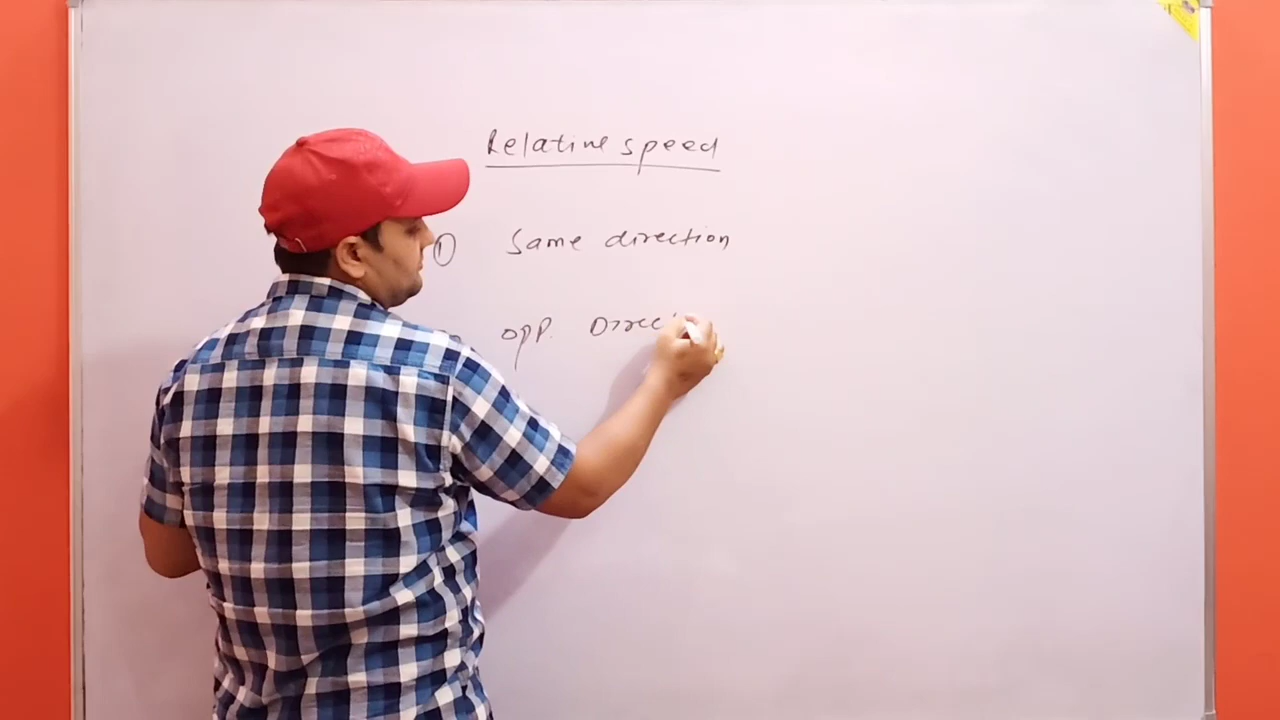 Relative speed
① Same direction
opp. Direc